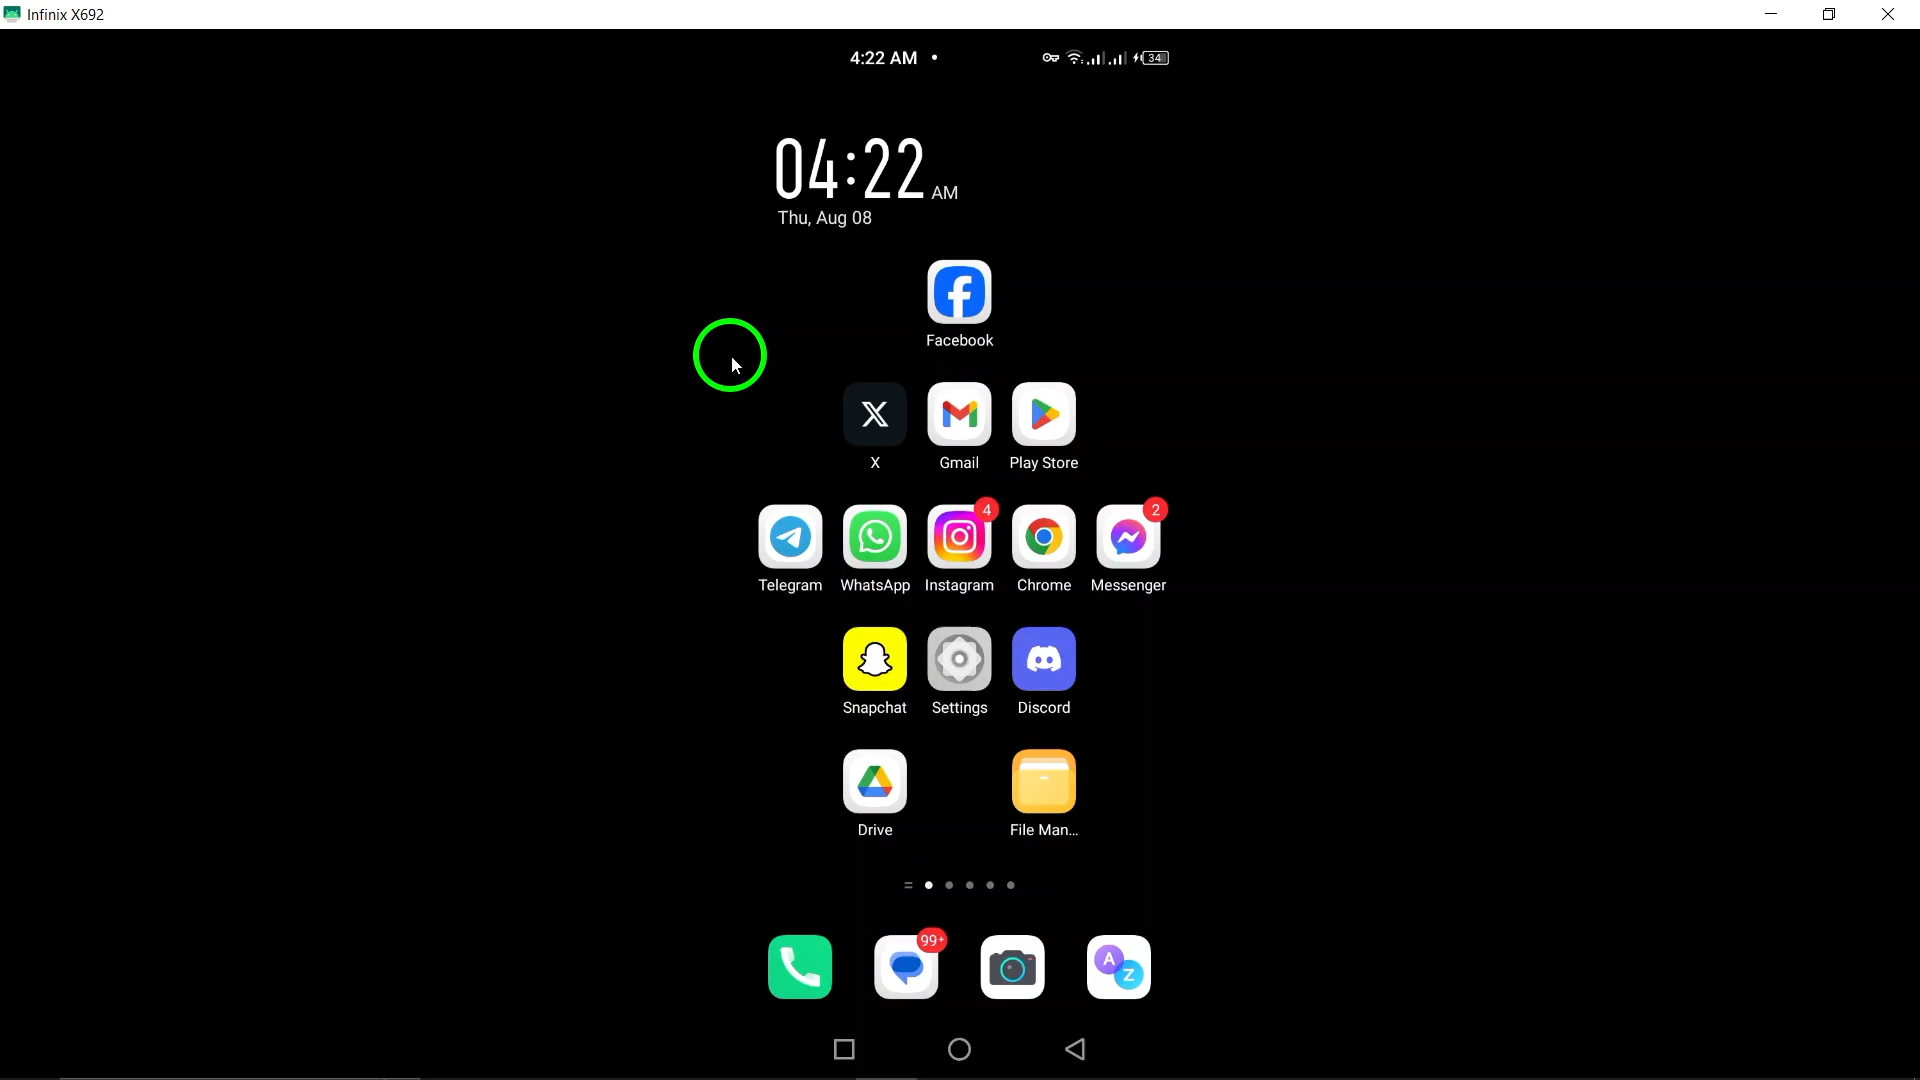 Infinix X692
4:22 AM
34
04:22 AM
Thu, Aug 08
Facebook
X
Gmail
Play Store
4
2
Telegram
WhatsApp
Instagram
Chrome
Messenger
Snapchat
Settings
Discord
Drive
File Man...
99+
A
Z